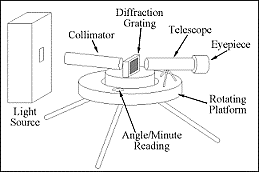 Diffraction
Grating
Collimator
Telescope
Eyepiece
Light
Source
Rotating
Platform
Angle/Minute
Reading